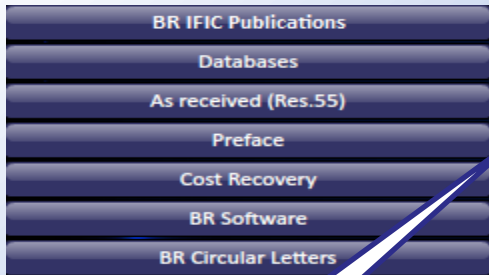 BR IFIC Publications
Databases
As received (Res.55)
Preface
Cost Recovery
BR Software
BR Circular Letters